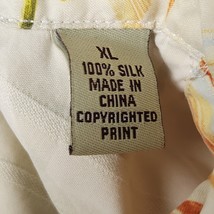 XL
100% SILK
MADE IN
CHINA
COPYRIGHTED
PRINT